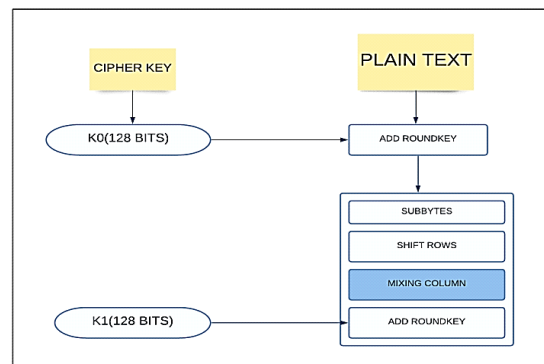 CIPHER KEY
PLAIN TEXT
K0(128 BITS)
ADD ROUNDKEY
SUBBYTES
SHIFT ROWS
MIXING COLUMN
K1(128 BITS)
ADD ROUNDKEY